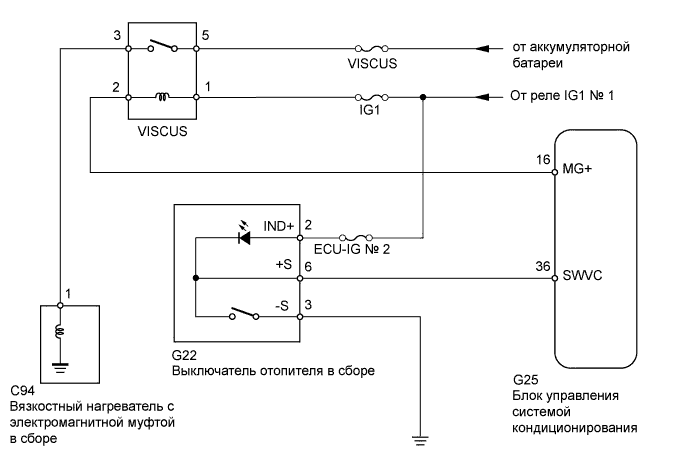 3
5
VISCUS
от аккумуляторной
батареи
2
1
IG1
От реле IG1 № 1
VISCUS
16
MG+
IND+
2
ECU-IG № 2
+S
6
36
SWVC
-S
3
1
G22
Выключатель отопителя в сборе
C94
Вязкостный нагреватель с
электромагнитной муфтой
в сборе
G25
Блок управления
системой
кондиционирования